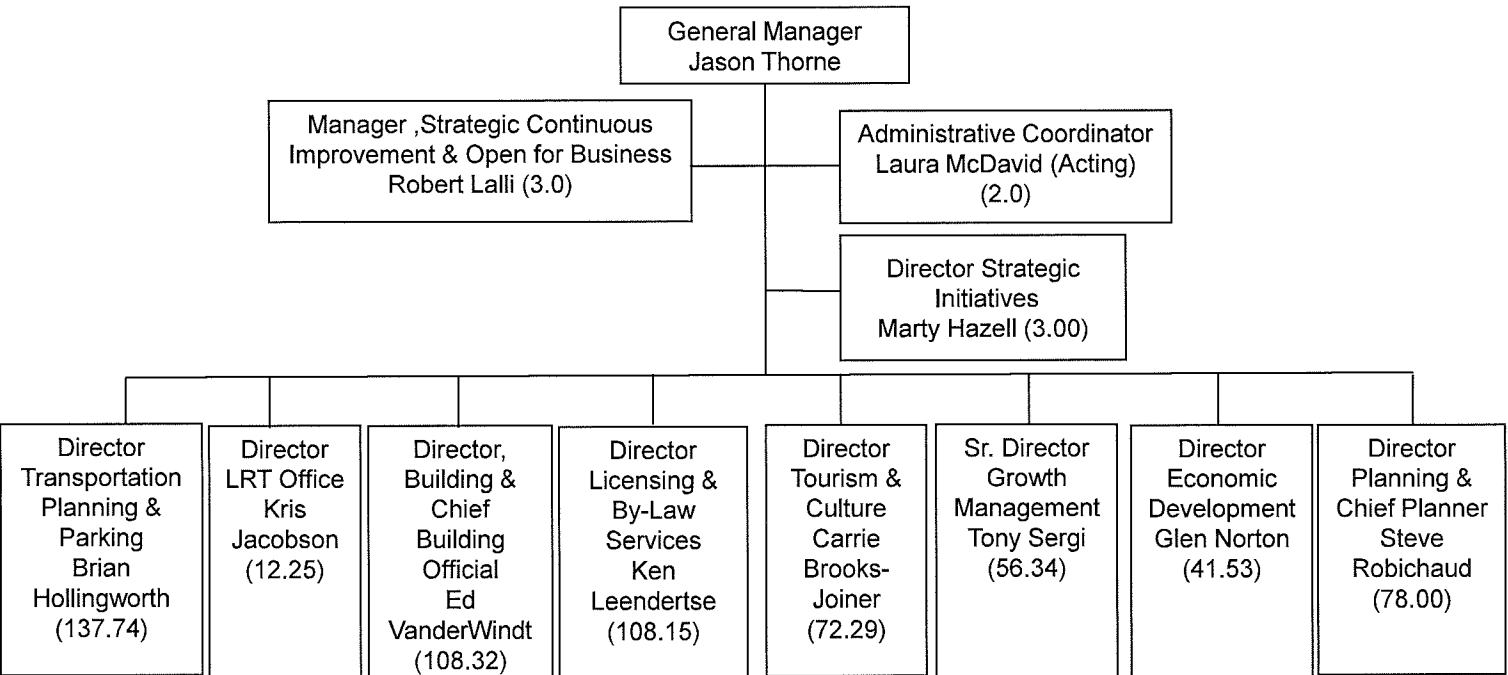 General Manager
Jason Thorne
Manager ,Strategic Continuous
Improvement & Open for Business
Robert Lalli (3.0)
Administrative Coordinator
Laura McDavid (Acting)
(2.0)
Director Strategic
Initiatives
Marty Hazell (3.00)
Director
Transportation
Planning &
Parking
Brian
Hollingworth
(137.74)
Director
LRT Office
Kris
Jacobson
(12.25)
Director,
Building &
Chief
Building
Official
Ed
VanderWindt
(108.32)
Director
Licensing &
By-Law
Services
Ken
Leendertse
(108.15)
Director
Tourism &
Culture
Carrie
Brooks-
Joiner
(72.29)
Sr. Director
Growth
Management
Tony Sergi
(56.34)
Director
Economic
Development
Glen Norton
(41.53)
Director
Planning &
Chief Planner
Steve
Robichaud
(78.00)